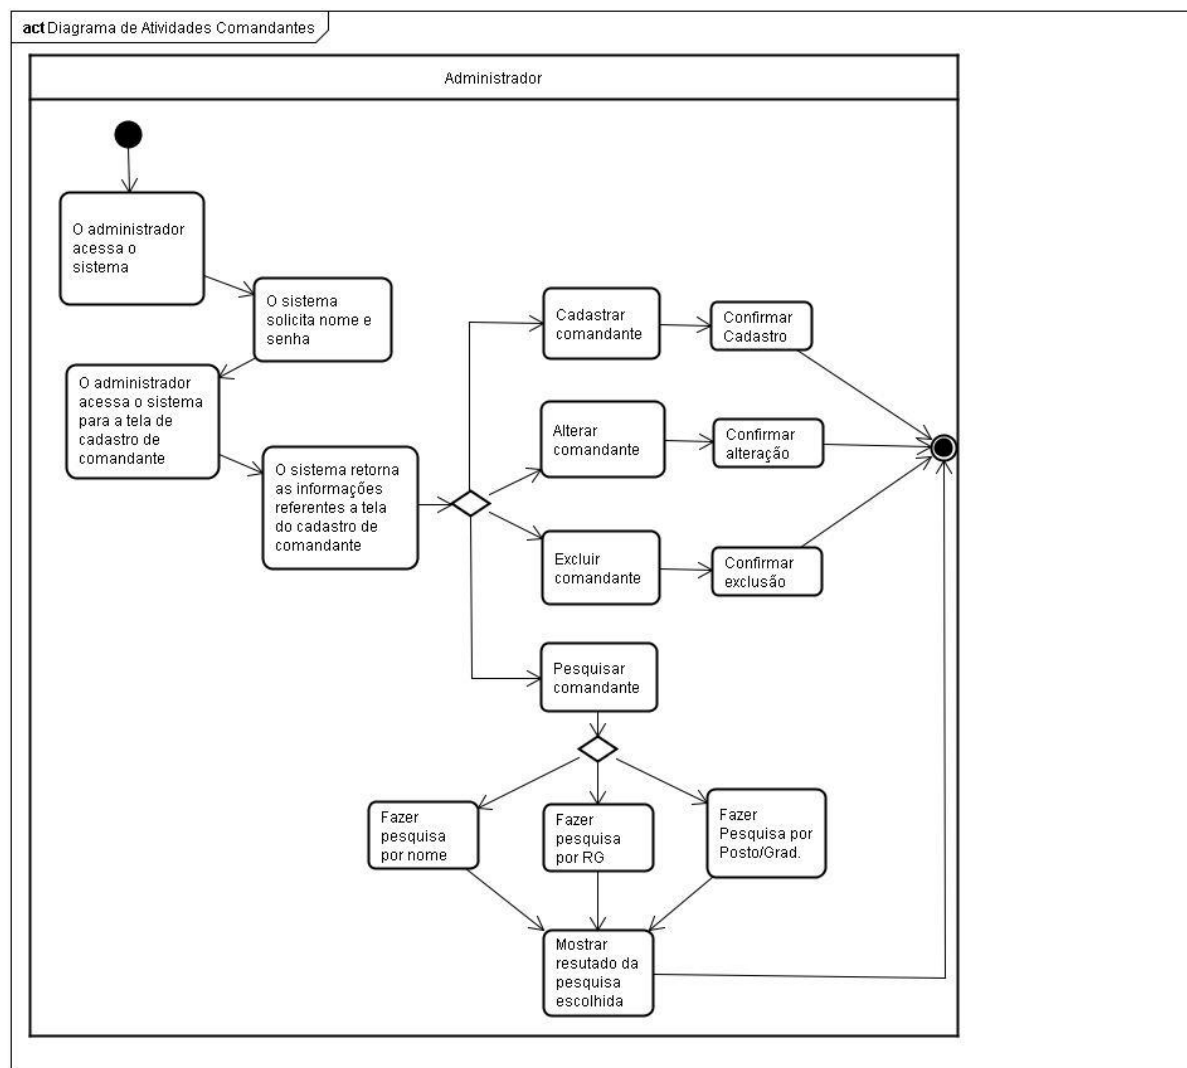 act Diagrama de Atividades Comandantes
Administrador
O administrador
acessa o
sistema
O sistema
solicita nome e
senha
O administrador
acessa o sistema
para a tela de
cadastro de
comandante
O sistema retorna
as informações
referentes a tela
do cadastro de
comandante
Cadastrar
comandante
Confirmar
Cadastro
Alterar
comandante
Confirmar
alteração
Excluir
comandante
Confirmar
exclusão
Pesquisar
comandante
Fazer
pesquisa
por nome
Fazer
pesquisa
por RG
Fazer
Pesquisa por
Posto/Grad.
Mostrar
resutado da
pesquisa
escolhida